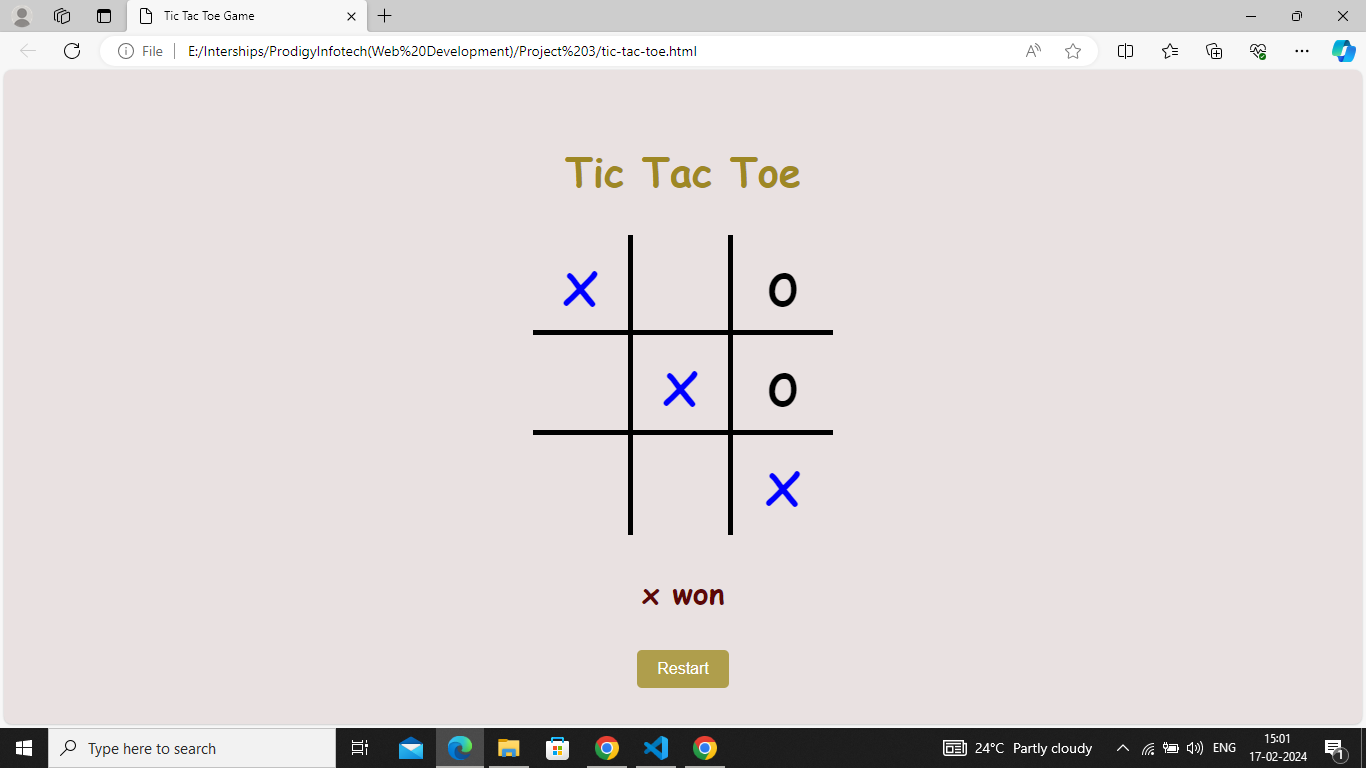 Tic Tac Toe Game
File
E:/Interships/ProdigyInfotech(Web%20Development)/Project%203/tic-tac-toe.html
Tic Tac Toe
x o
x o
x
x won
Restart
Type here to search
24°C Partly cloudy
ENG
15:01
17-02-2024
1